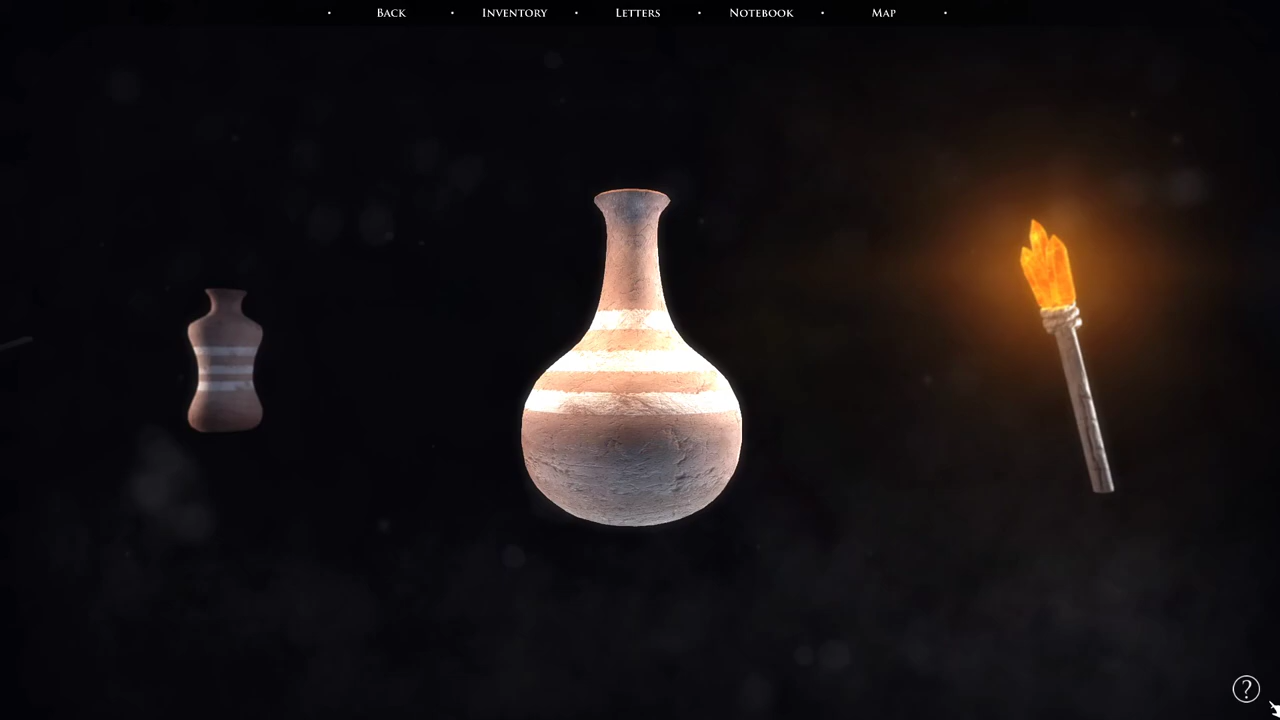 • BACK • INVENTORY • LETTERS • NOTEBOOK • MAP •
?